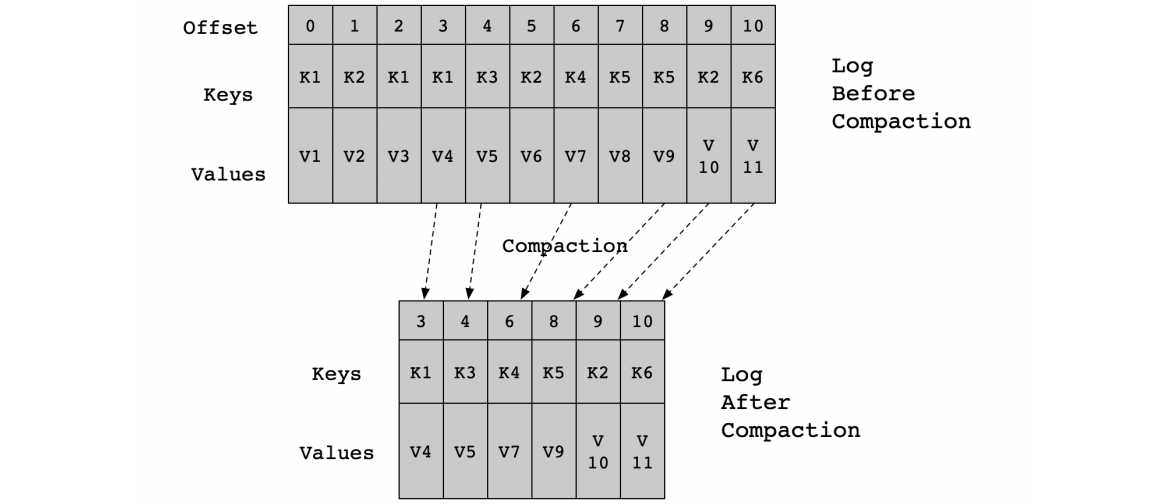 Offset 0 1 2 3 4 5 6 7 8 9 10
Keys K1 K2 K1 K1 K3 K2 K4 K5 K5 K2 K6
Values V1 V2 V3 V4 V5 V6 V7 V8 V9 V 10 V 11
Log
Before
Compaction
Compaction
3 4 6 8 9 10
Keys K1 K3 K4 K5 K2 K6
Values V4 V5 V7 V9 V 10 V 11
Log
After
Compaction